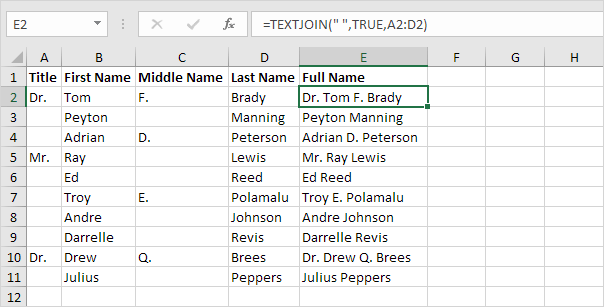 E2 fx =TEXTJOIN(" ",TRUE,A2:D2)
A B C D E F G H
1 Title First Name Middle Name Last Name Full Name
2 Dr. Tom F. Brady Dr. Tom F. Brady
3 Peyton Manning Peyton Manning
4 Adrian D. Peterson Adrian D. Peterson
5 Mr. Ray Lewis Mr. Ray Lewis
6 Ed Reed Ed Reed
7 Troy E. Polamalu Troy E. Polamalu
8 Andre Johnson Andre Johnson
9 Darrelle Revis Darrelle Revis
10 Dr. Drew Q. Brees Dr. Drew Q. Brees
11 Julius Peppers Julius Peppers
12